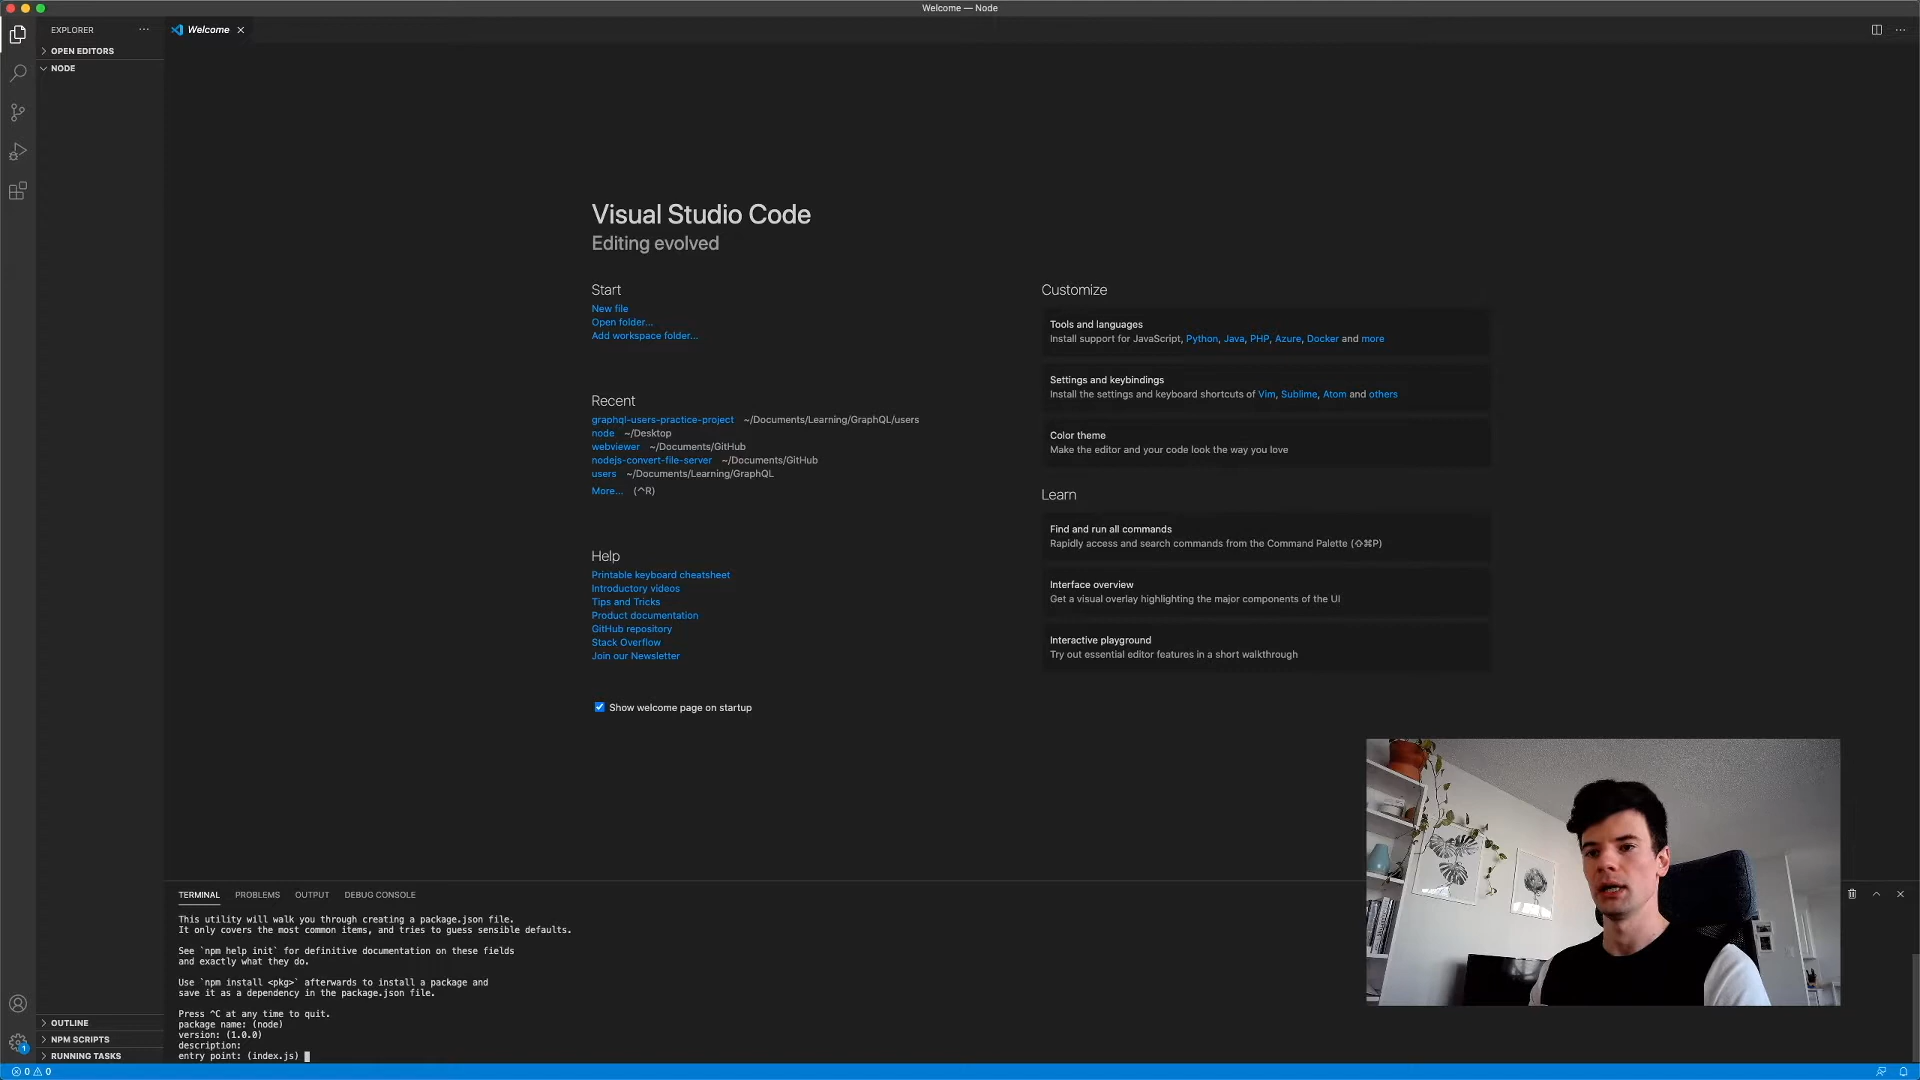 Welcome — Node
EXPLORER
OPEN EDITORS
NODE
Welcome
Visual Studio Code
Editing evolved
Start
New file
Open folder...
Add workspace folder...
Recent
graphql-users-practice-project ~/Documents/Learning/GraphQL/users
node ~/Desktop
webviewer ~/Documents/GitHub
nodejs-convert-file-server ~/Documents/GitHub
users ~/Documents/Learning/GraphQL
More... (^R)
Help
Printable keyboard cheatsheet
Introductory videos
Tips and Tricks
Product documentation
GitHub repository
Stack Overflow
Join our Newsletter
Show welcome page on startup
Customize
Tools and languages
Install support for JavaScript, Python, Java, PHP, Azure, Docker and more
Settings and keybindings
Install the settings and keyboard shortcuts of Vim, Sublime, Atom and others
Color theme
Make the editor and your code look the way you love
Learn
Find and run all commands
Rapidly access and search commands from the Command Palette (⇧⌘P)
Interface overview
Get a visual overlay highlighting the major components of the UI
Interactive playground
Try out essential editor features in a short walkthrough
TERMINAL PROBLEMS OUTPUT DEBUG CONSOLE
This utility will walk you through creating a package.json file.
It only covers the most common items, and tries to guess sensible defaults.
See `npm help init` for definitive documentation on these fields
and exactly what they do.
Use `npm install <pkg>` afterwards to install a package and
save it as a dependency in the package.json file.
Press ^C at any time to quit.
package name: (node)
version: (1.0.0)
description:
entry point: (index.js)
OUTLINE
NPM SCRIPTS
RUNNING TASKS
1
0 0